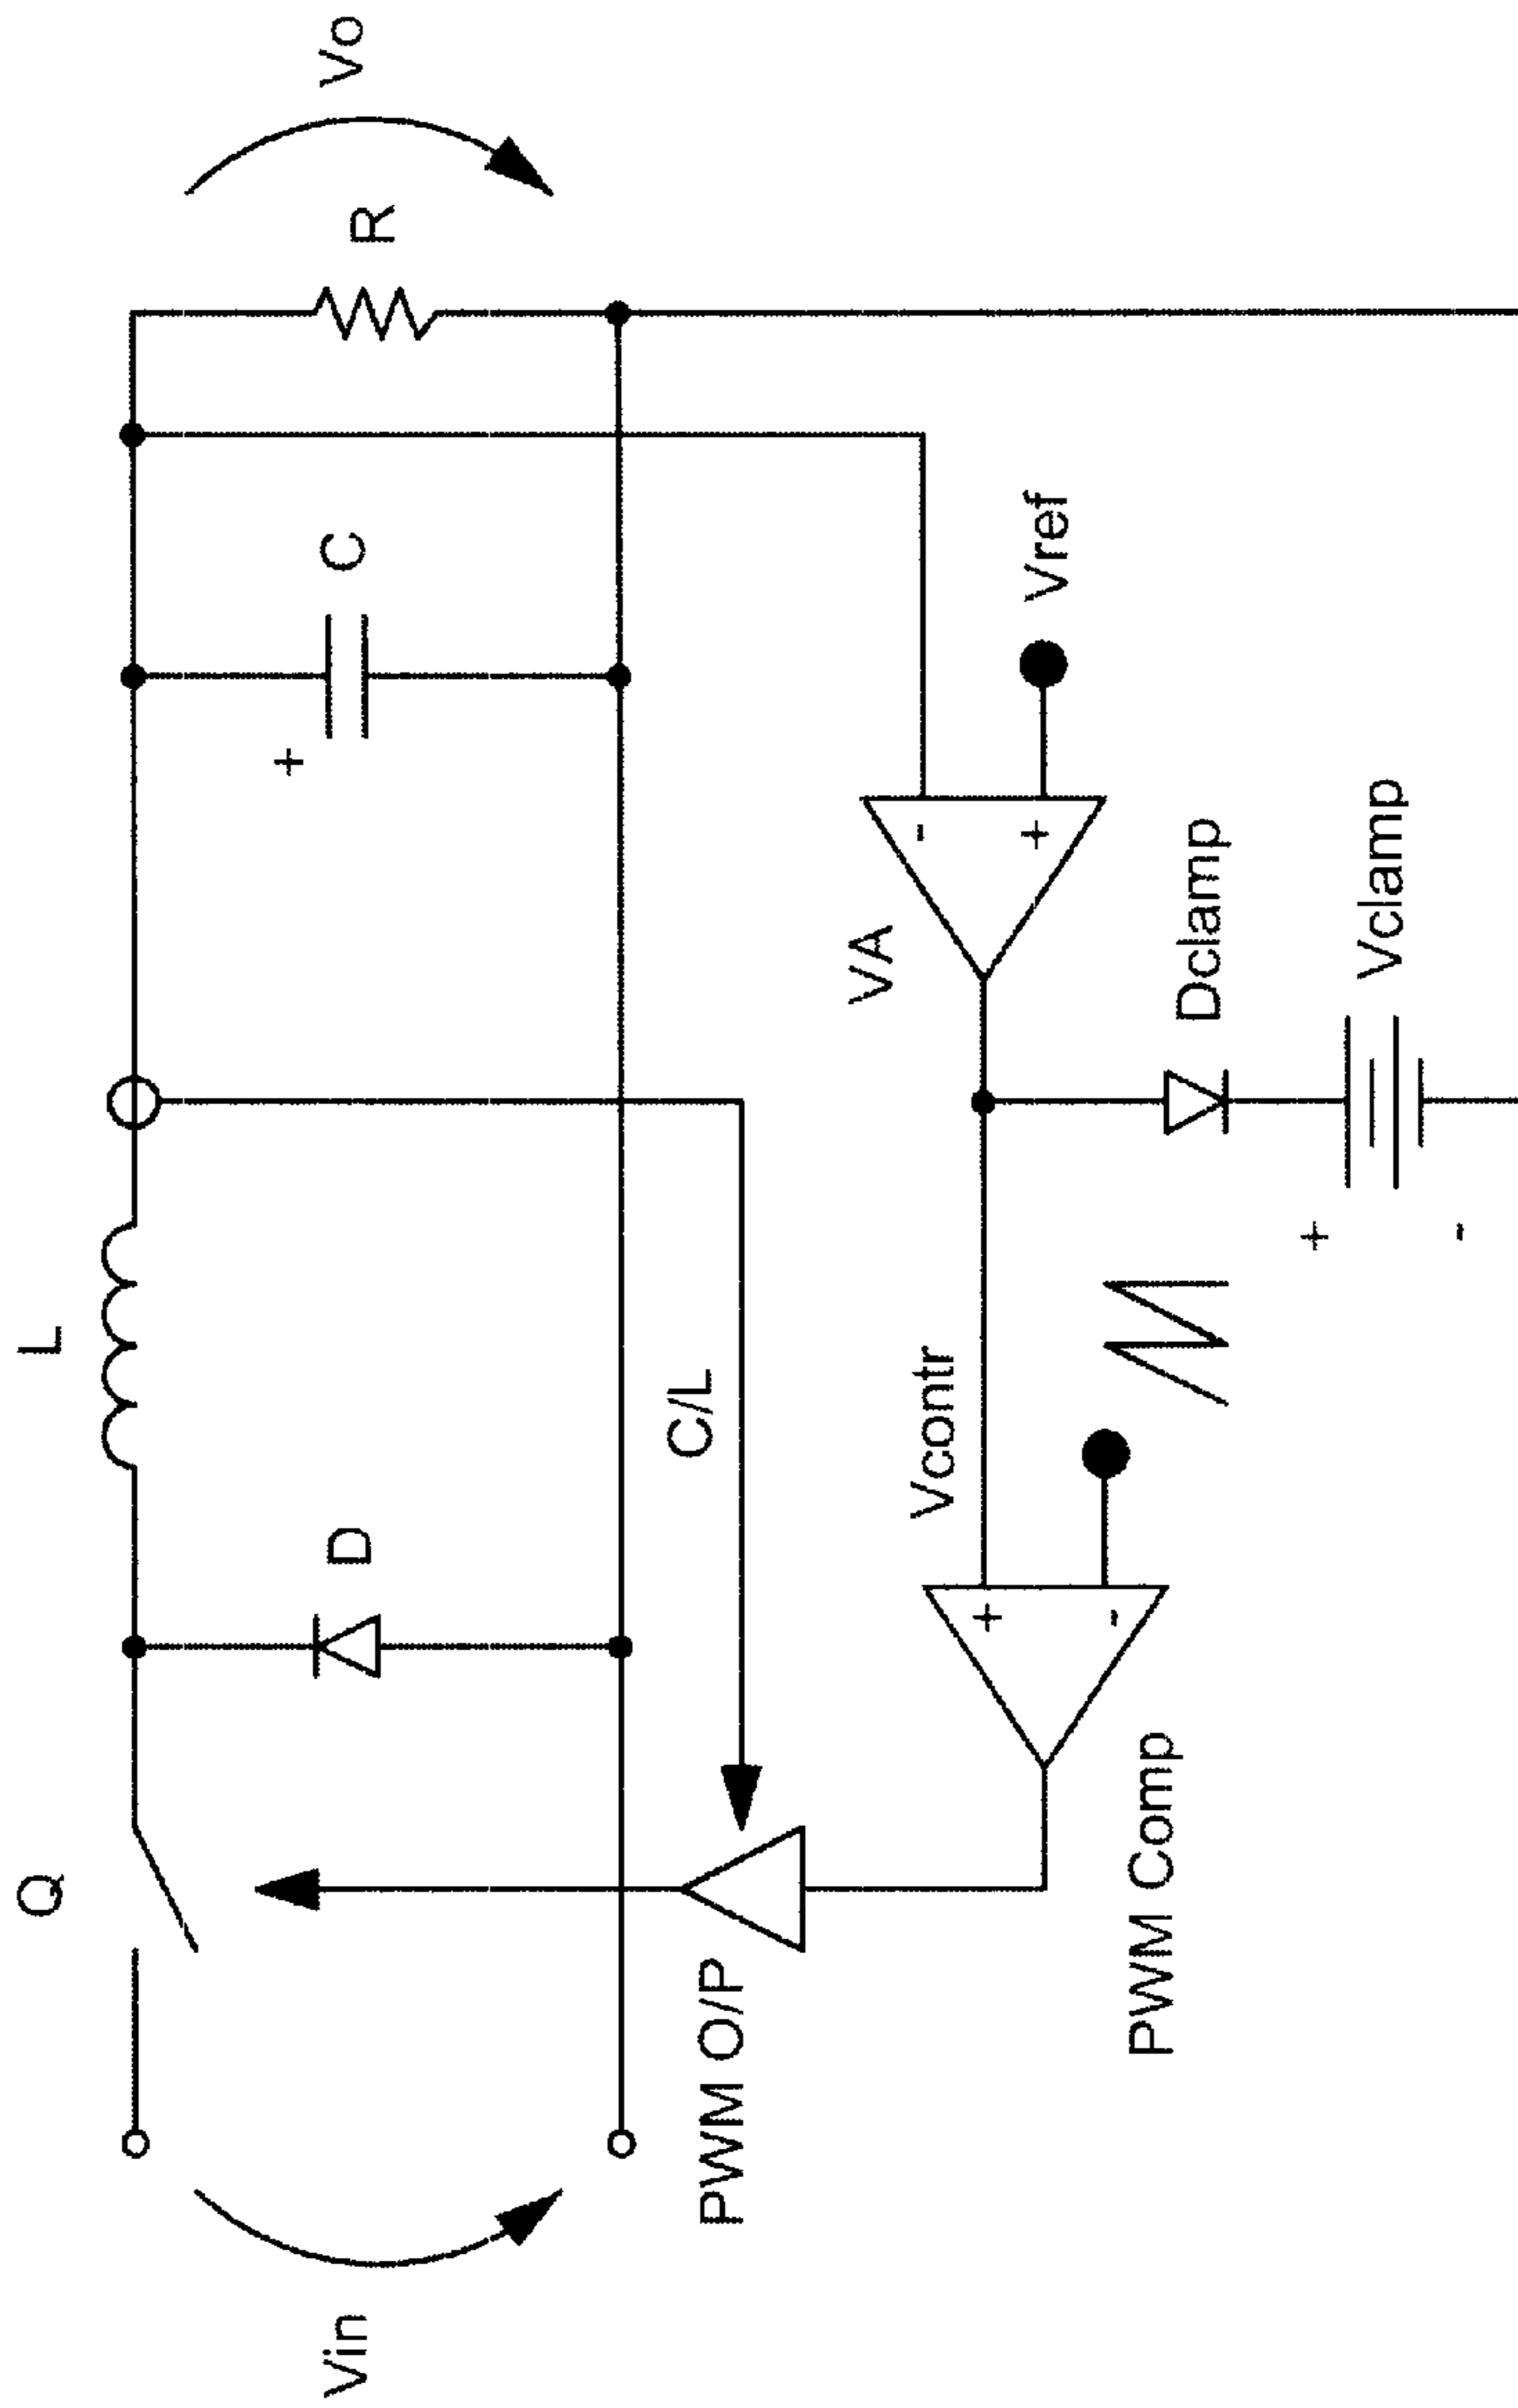 Q
L
Vin
D
+
C
R
Vo
C/L
PWM O/P
VA
-
+
Vref
Vcontr
+
-
PWM Comp
Dclamp
+
Vclamp
-